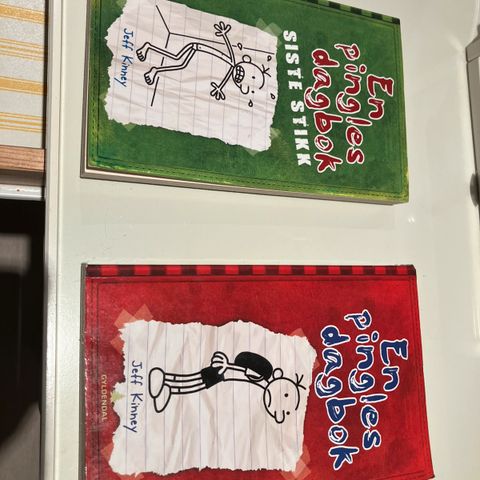 En
pingles
dagbok
SISTE STIKK
Jeff Kinney
En
pingles
dagbok
Jeff Kinney
GYLDENDAL